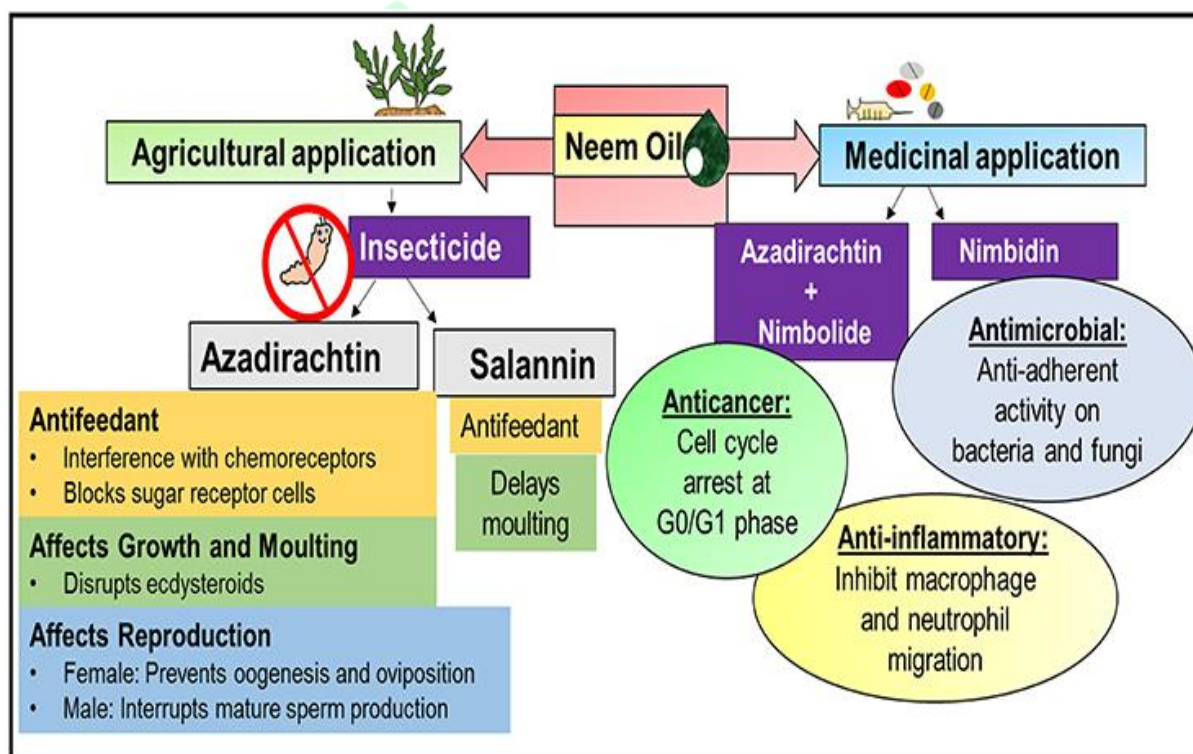 Neem Oil
Agricultural application
Medicinal application
Insecticide
Azadirachtin
Salannin
Antifeedant
• Interference with chemoreceptors
• Blocks sugar receptor cells
Affects Growth and Moulting
• Disrupts ecdysteroids
Affects Reproduction
• Female: Prevents oogenesis and oviposition
• Male: Interrupts mature sperm production
Antifeedant
Delays
moulting
Azadirachtin
+
Nimbolide
Nimbidin
Anticancer:
Cell cycle
arrest at
G0/G1 phase
Antimicrobial:
Anti-adherent
activity on
bacteria and fungi
Anti-inflammatory:
Inhibit macrophage
and neutrophil
migration